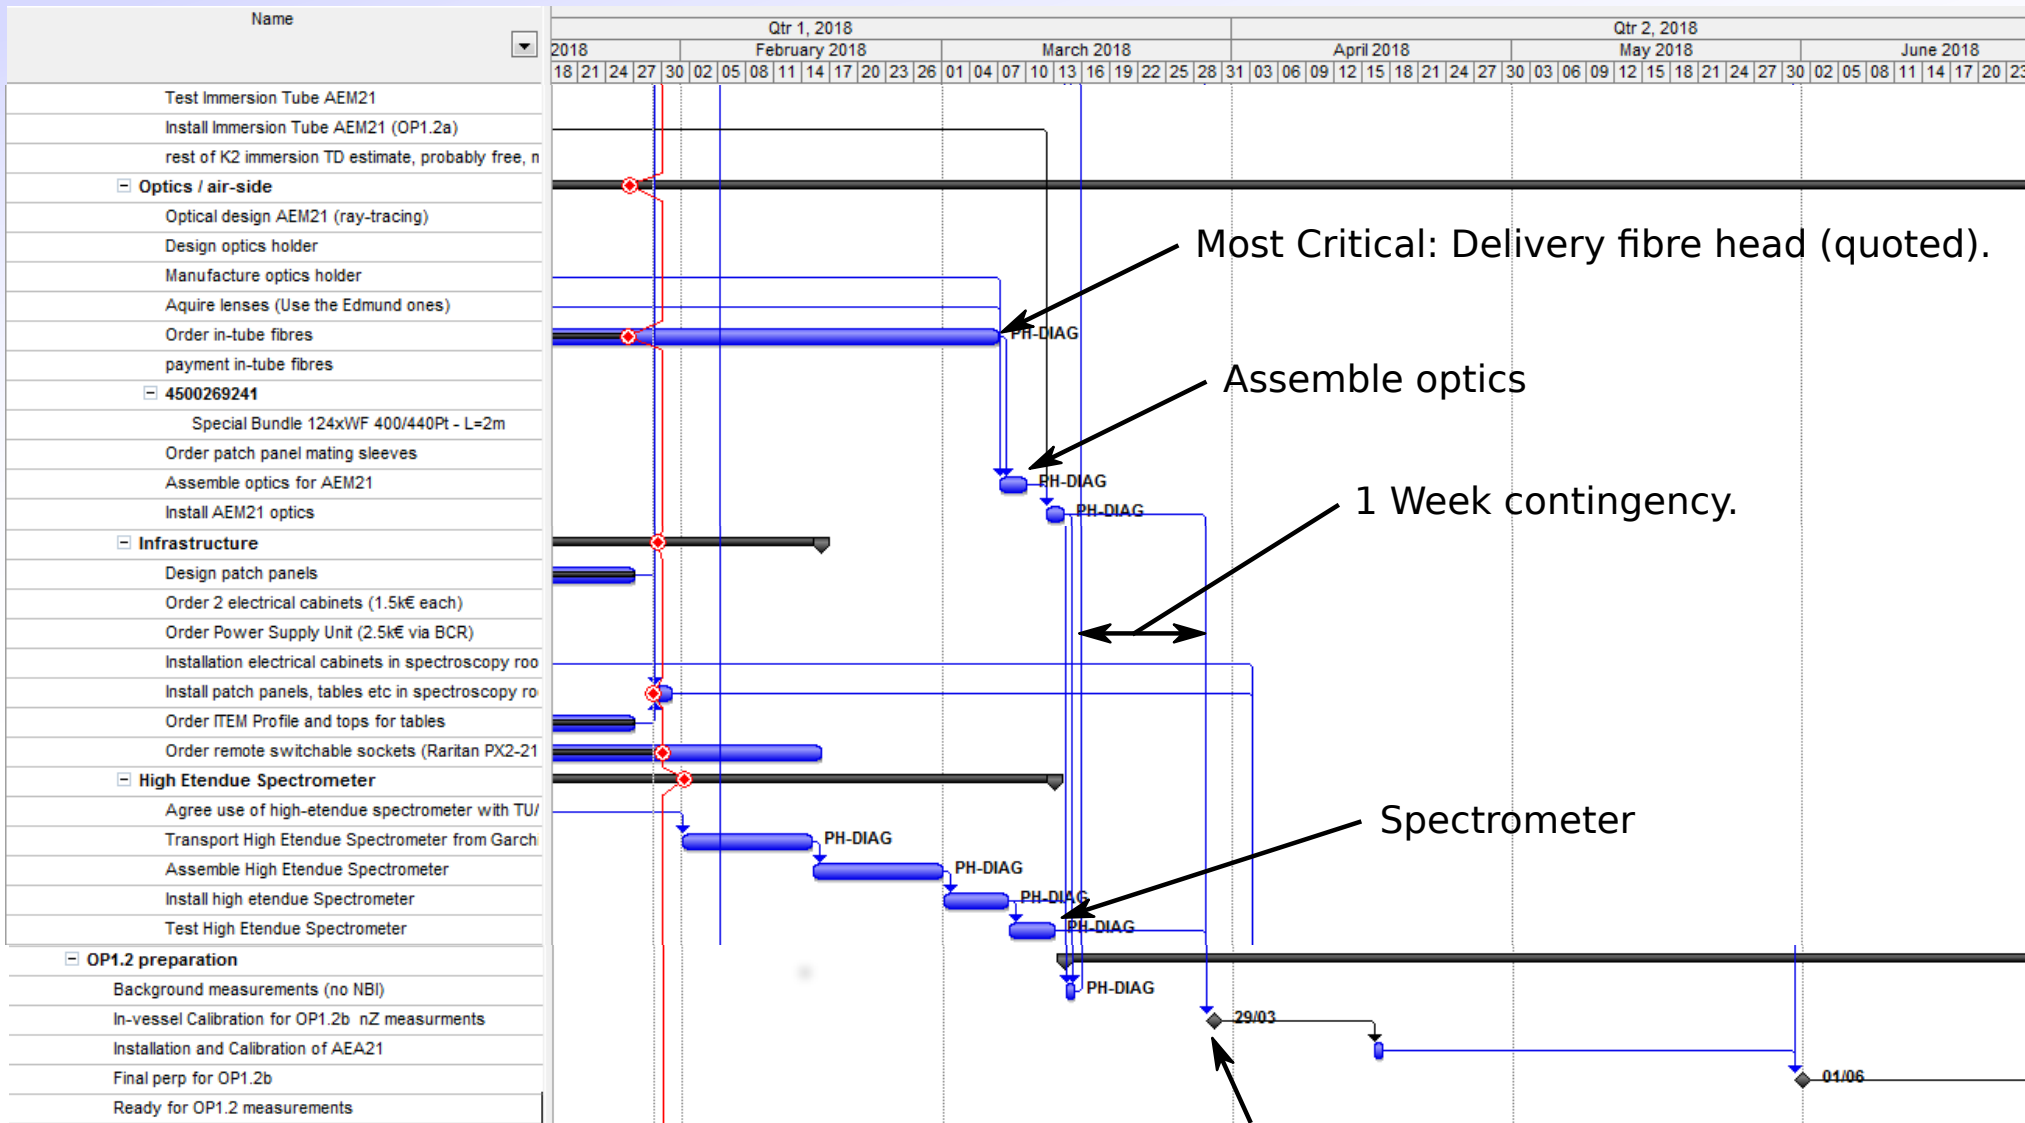 Name
Qtr 1, 2018 Qtr 2, 2018
2018 February 2018 March 2018 April 2018 May 2018 June 2018
18 21 24 27 30 02 05 08 11 14 17 20 23 26 01 04 07 10 13 16 19 22 25 28 31 03 06 09 12 15 18 21 24 27 30 03 06 09 12 15 18 21 24 27 30 02 05 08 11 14 17 20 23
Test Immersion Tube AEM21
Install Immersion Tube AEM21 (OP1.2a)
rest of K2 immersion TD estimate, probably free, n
Optics / air-side
Optical design AEM21 (ray-tracing)
Design optics holder
Most Critical: Delivery fibre head (quoted).
Manufacture optics holder
Aquire lenses (Use the Edmund ones)
Order in-tube fibres PH-DIAG
payment in-tube fibres
Assemble optics
4500269241
Special Bundle 124xWF 400/440Pt - L=2m
Order patch panel mating sleeves
Assemble optics for AEM21 PH-DIAG
1 Week contingency.
Install AEM21 optics PH-DIAG
Infrastructure
Design patch panels
Order 2 electrical cabinets (1.5k€ each)
Order Power Supply Unit (2.5k€ via BCR)
Installation electrical cabinets in spectroscopy roo
Install patch panels, tables etc in spectroscopy ro
Order ITEM Profile and tops for tables
Order remote switchable sockets (Raritan PX2-21
High Etendue Spectrometer
Agree use of high-etendue spectrometer with TU/
Spectrometer
Transport High Etendue Spectrometer from Garch PH-DIAG
Assemble High Etendue Spectrometer PH-DIAG
Install high etendue Spectrometer PH-DIAG
Test High Etendue Spectrometer PH-DIAG
OP1.2 preparation
Background measurements (no NBI) PH-DIAG
In-vessel Calibration for OP1.2b nZ measurments 29/03
Installation and Calibration of AEA21
Final perp for OP1.2b 01/06
Ready for OP1.2 measurements